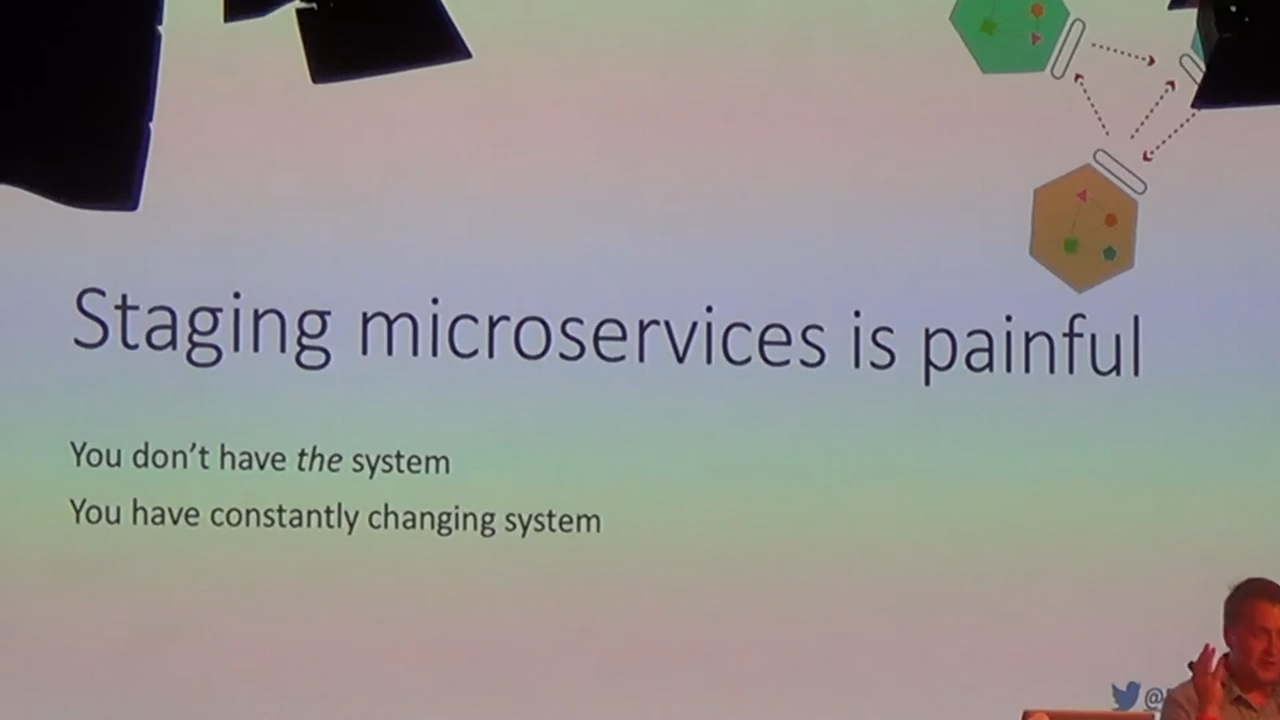 Staging microservices is painful
You don't have the system
You have constantly changing system
@